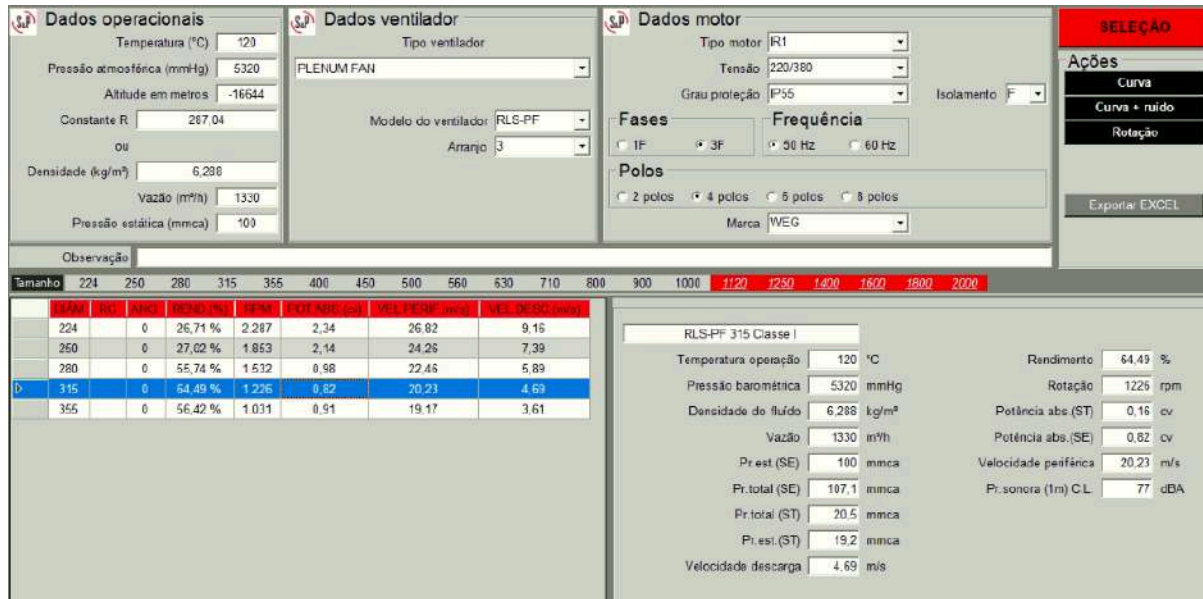 S&P Dados operacionais
Temperatura (ºC) 120
Pressão atmosférica (mmHg) 5320
Altitude em metros -16644
Constante R 287,04
ou
Densidade (kg/m³) 6,288
Vazão (m³/h) 1330
Pressão estática (mmca) 100
S&P Dados ventilador
Tipo ventilador
PLENUM FAN
Modelo do ventilador RLS-PF
Arranjo 3
S&P Dados motor
Tipo motor IR1
Tensão 220/380
Grau proteção IP55 Isolamento F
Fases Frequência
1F 3F 50 Hz 60 Hz
Polos
2 polos 4 polos 6 polos 8 polos
Marca WEG
SELEÇÃO
Ações
Curva
Curva + ruído
Rotação
Exportar EXCEL
Observação
Tamanho 224 250 280 315 355 400 450 500 560 630 710 800 900 1000 1120 1250 1400 1600 1800 2000
DIÂM RC ANG REND (%) RPM POT.ABS (cv) VEL.PERIF (m/s) VEL.DESC (m/s)
224 0 26,71 % 2.287 2,34 26,82 9,16
250 0 27,02 % 1.853 2,14 24,26 7,39
280 0 55,74 % 1.532 0,98 22,46 5,89
315 0 64,49 % 1.226 0,82 20,23 4,69
355 0 56,42 % 1.031 0,91 19,17 3,61
RLS-PF 315 Classe I
Temperatura operação 120 ºC Rendimento 64,49 %
Pressão barométrica 5320 mmHg Rotação 1226 rpm
Densidade do fluído 6,288 kg/m³ Potência abs.(ST) 0,16 cv
Vazão 1330 m³/h Potência abs.(SE) 0,82 cv
Pr.est.(SE) 100 mmca Velocidade periférica 20,23 m/s
Pr.total (SE) 107,1 mmca Pr.sonora (1m) C.L. 77 dBA
Pr.total (ST) 20,5 mmca
Pr.est.(ST) 19,2 mmca
Velocidade descarga 4,69 m/s